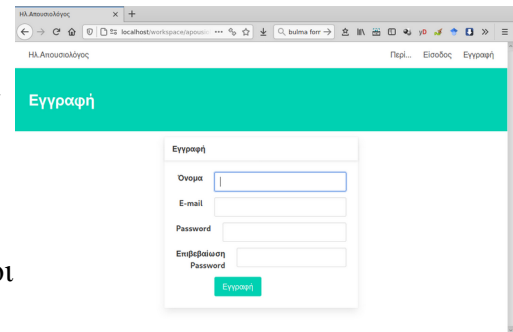 Ηλ.Απουσιολόγος
localhost/workspace/apousio
bulma forr
Ηλ.Απουσιολόγος Περί... Είσοδος Εγγραφή
Εγγραφή
Εγγραφή
Όνομα
E-mail
Password
Επιβεβαίωση
Password
Εγγραφή
οι